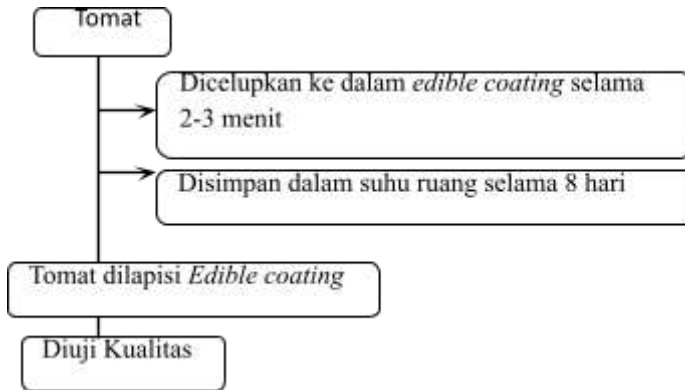 Tomat
Dicelupkan ke dalam edible coating selama
2-3 menit
Disimpan dalam suhu ruang selama 8 hari
Tomat dilapisi Edible coating
Diuji Kualitas